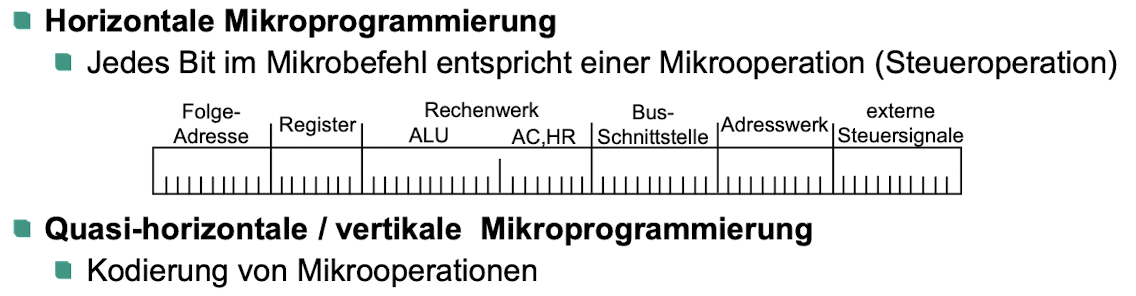 Horizontale Mikroprogrammierung
Jedes Bit im Mikrobefehl entspricht einer Mikrooperation (Steueroperation)
Folge-
Adresse
Register
Rechenwerk
ALU
AC,HR
Bus-
Schnittstelle
Adresswerk
externe
Steuersignale
Quasi-horizontale / vertikale Mikroprogrammierung
Kodierung von Mikrooperationen